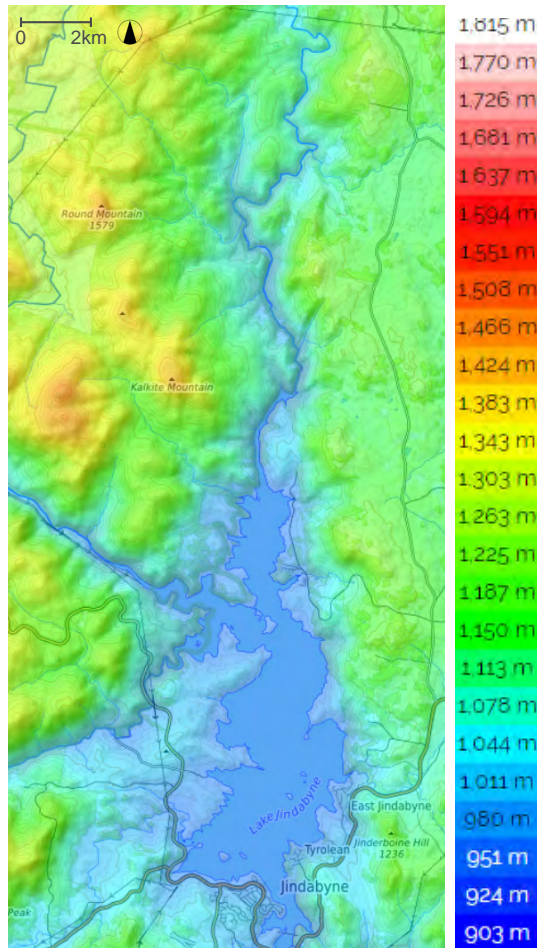 0 2km
Round Mountain
1579
Kalkite Mountain
Lake Jindabyne
East Jindabyne
Jinderboine Hill
1236
Tyrolean
Jindabyne
Peak
1,815 m
1,770 m
1,726 m
1,681 m
1,637 m
1,594 m
1,551 m
1,508 m
1,466 m
1,424 m
1,383 m
1,343 m
1,303 m
1,263 m
1,225 m
1,187 m
1,150 m
1,113 m
1,078 m
1,044 m
1,011 m
980 m
951 m
924 m
903 m